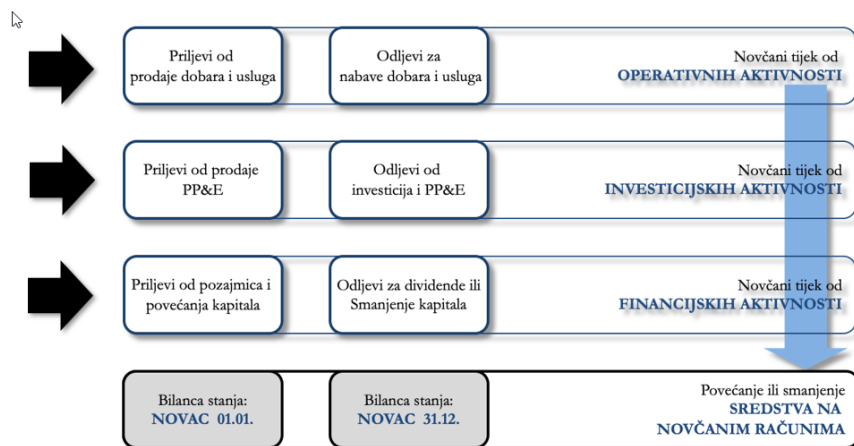 Priljevi od
prodaje dobara i usluga
Odljevi za
nabave dobara i usluga
Novčani tijek od
OPERATIVNIH AKTIVNOSTI
Priljevi od prodaje
PP&E
Odljevi od
investicija i PP&E
Novčani tijek od
INVESTICIJSKIH AKTIVNOSTI
Priljevi od pozajmica i
povećanja kapitala
Odljevi za dividende ili
Smanjenje kapitala
Novčani tijek od
FINANCIJSKIH AKTIVNOSTI
Bilanca stanja:
NOVAC 01.01.
Bilanca stanja:
NOVAC 31.12.
Povećanje ili smanjenje
SREDSTVA NA
NOVČANIM RAČUNIMA